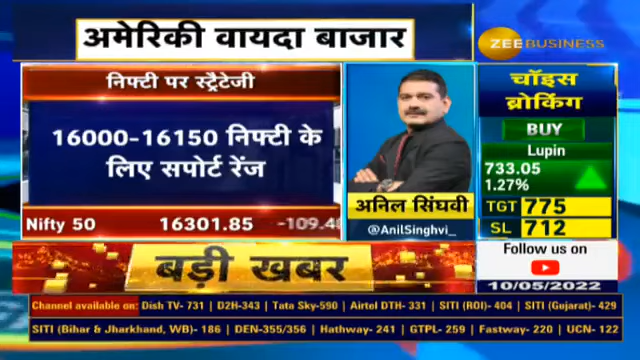 अमेरिकी वायदा बाजार
ZEE BUSINESS
निफ्टी पर स्ट्रैटेजी
16000-16150 निफ्टी के
लिए सपोर्ट रेंज
Nifty 50 16301.85 -109.4
अनिल सिंघवी
@AnilSinghvi_
चॉइस
ब्रोकिंग
BUY
Lupin
733.05
1.27%
TGT 775
SL 712
बड़ी खबर
Follow us on
10/05/2022
Channel available on: Dish TV- 731 | D2H-343 | Tata Sky-590 | Airtel DTH- 331 | SITI (ROI)- 404 | SITI (Gujarat)- 429
SITI (Bihar & Jharkhand, WB)- 186 | DEN-355/356 | Hathway- 241 | GTPL- 259 | Fastway- 220 | UCN- 122